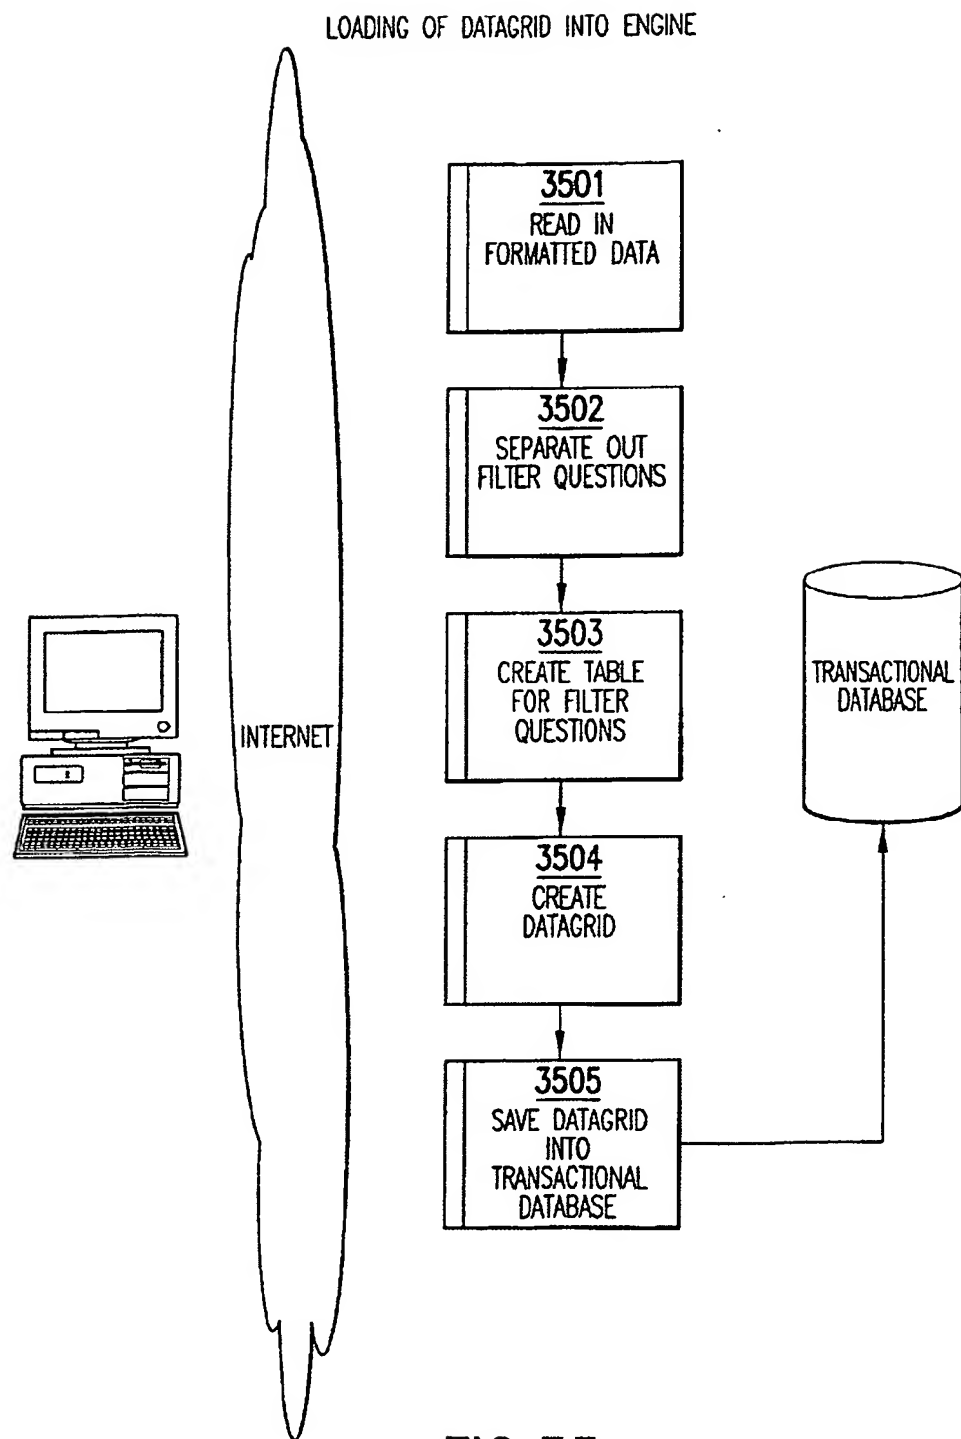 LOADING OF DATAGRID INTO ENGINE
3501
READ IN
FORMATTED DATA
3502
SEPARATE OUT
FILTER QUESTIONS
3503
CREATE TABLE
FOR FILTER
QUESTIONS
TRANSACTIONAL
DATABASE
INTERNET
3504
CREATE
DATAGRID
3505
SAVE DATAGRID
INTO
TRANSACTIONAL
DATABASE